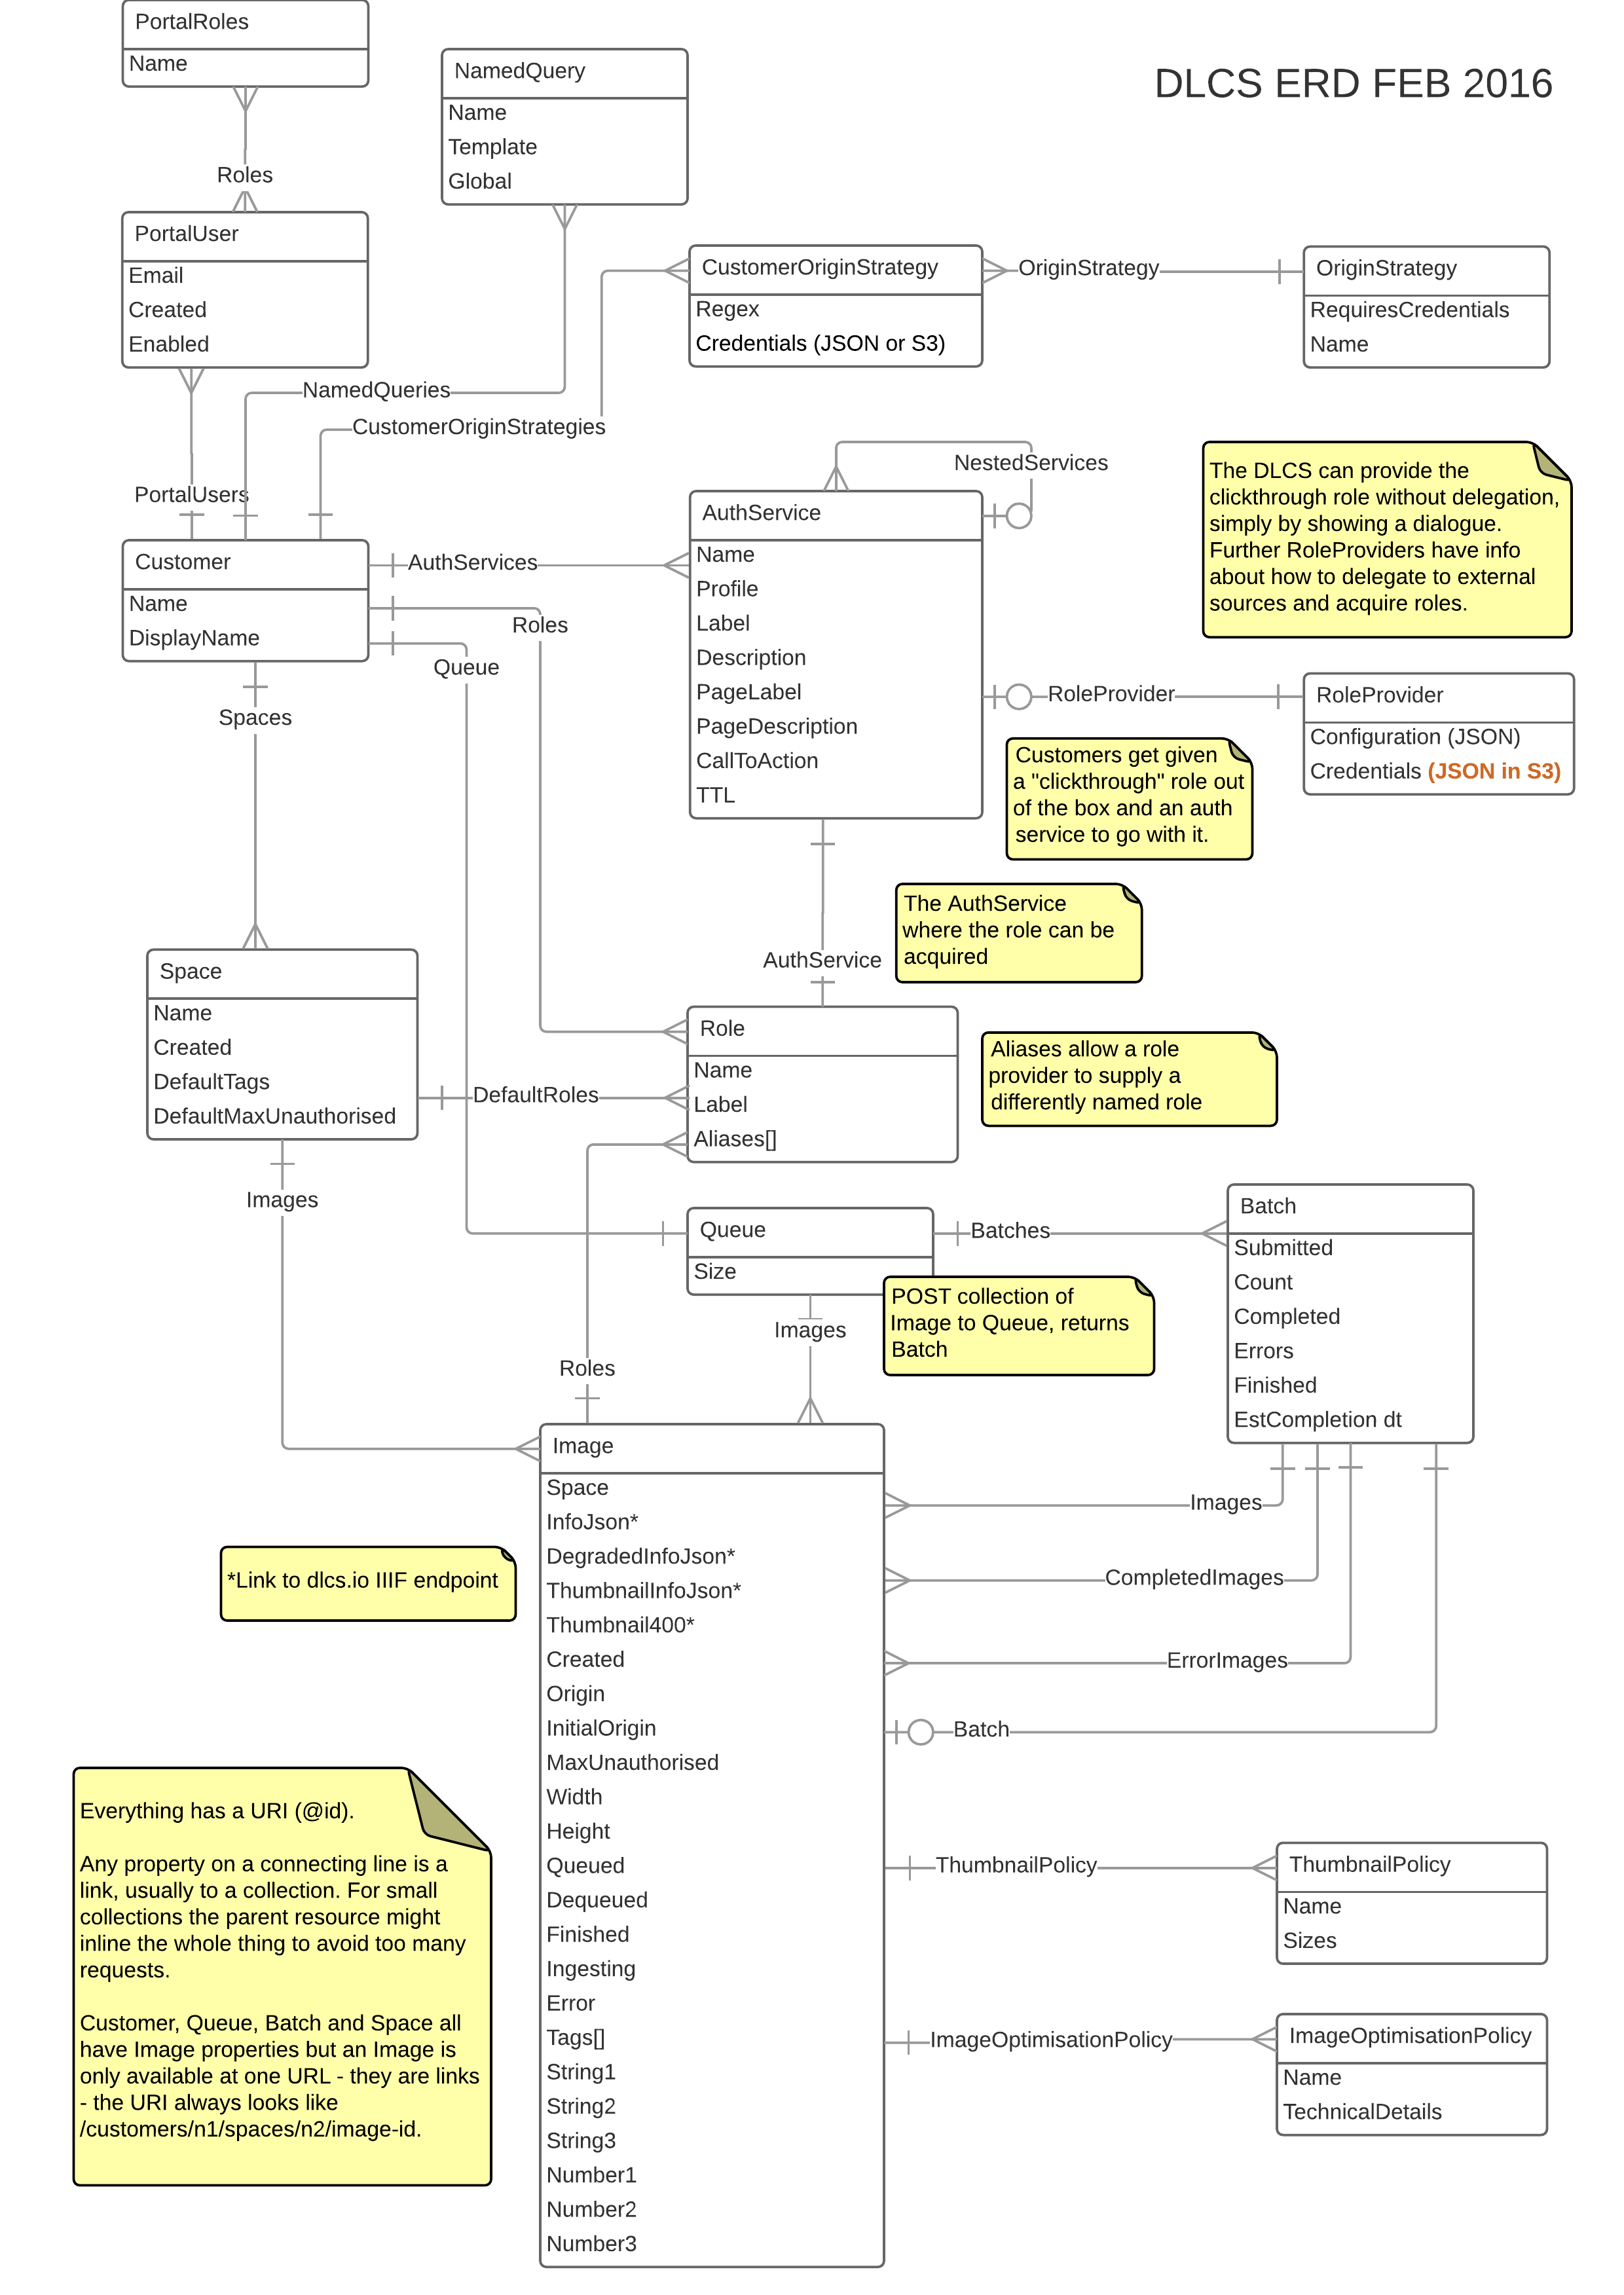 PortalRoles
Name
NamedQuery
Name
Template
Global
DLCS ERD FEB 2016
Roles
PortalUser
Email
Created
Enabled
CustomerOriginStrategy
Regex
Credentials (JSON or S3)
OriginStrategy
OriginStrategy
RequiresCredentials
Name
NamedQueries
CustomerOriginStrategies
PortalUsers
NestedServices
The DLCS can provide the
clickthrough role without delegation,
simply by showing a dialogue.
Further RoleProviders have info
about how to delegate to external
sources and acquire roles.
Customer
Name
DisplayName
AuthServices
Roles
Queue
Spaces
AuthService
Name
Profile
Label
Description
PageLabel
PageDescription
CallToAction
TTL
RoleProvider
RoleProvider
Configuration (JSON)
Credentials (JSON in S3)
Customers get given
a "clickthrough" role out
of the box and an auth
service to go with it.
The AuthService
where the role can be
acquired
AuthService
Space
Name
Created
DefaultTags
DefaultMaxUnauthorised
DefaultRoles
Role
Name
Label
Aliases[]
Aliases allow a role
provider to supply a
differently named role
Images
Queue
Size
Batches
Batch
Submitted
Count
Completed
Errors
Finished
EstCompletion dt
POST collection of
Image to Queue, returns
Batch
Images
Roles
Image
Space
InfoJson*
DegradedInfoJson*
ThumbnailInfoJson*
Thumbnail400*
Created
Origin
InitialOrigin
MaxUnauthorised
Width
Height
Queued
Dequeued
Finished
Ingesting
Error
Tags[]
String1
String2
String3
Number1
Number2
Number3
Images
CompletedImages
ErrorImages
Batch
*Link to dlcs.io IIIF endpoint
Everything has a URI (@id).
Any property on a connecting line is a
link, usually to a collection. For small
collections the parent resource might
inline the whole thing to avoid too many
requests.
Customer, Queue, Batch and Space all
have Image properties but an Image is
only available at one URL - they are links
- the URI always looks like
/customers/n1/spaces/n2/image-id.
ThumbnailPolicy
ThumbnailPolicy
Name
Sizes
ImageOptimisationPolicy
ImageOptimisationPolicy
Name
TechnicalDetails